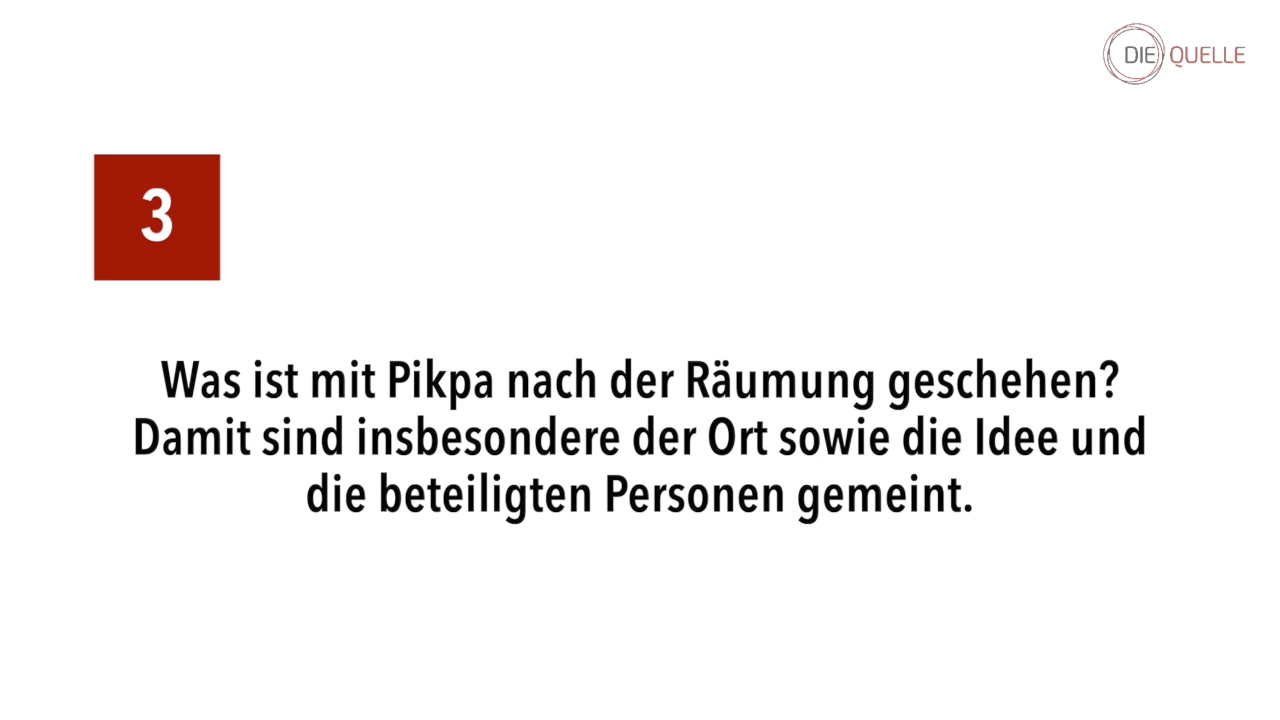 DIE QUELLE
3
Was ist mit Pikpa nach der Räumung geschehen?
Damit sind insbesondere der Ort sowie die Idee und
die beteiligten Personen gemeint.